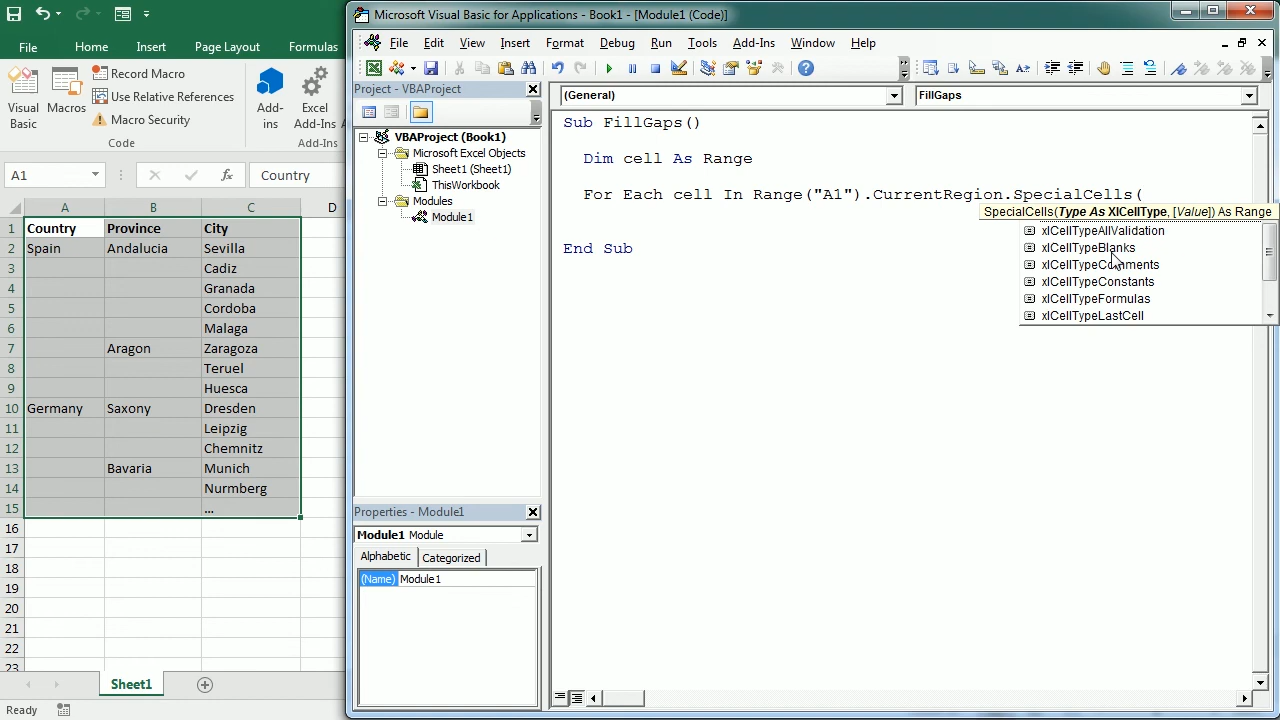 Microsoft Visual Basic for Applications - Book1 - [Module1 (Code)]
File Edit View Insert Format Debug Run Tools Add-Ins Window Help
File Home Insert Page Layout Formulas
Visual Basic
Macros
Record Macro
Use Relative References
Macro Security
Code
Add-ins
Excel Add-Ins
Add-Ins
A1 fx Country
A B C D
1 Country Province City
2 Spain Andalucia Sevilla
3 Cadiz
4 Granada
5 Cordoba
6 Malaga
7 Aragon Zaragoza
8 Teruel
9 Huesca
10 Germany Saxony Dresden
11 Leipzig
12 Chemnitz
13 Bavaria Munich
14 Nurmberg
15 ...
16
17
18
19
20
21
22
23
Sheet1
Ready
Project - VBAProject
VBAProject (Book1)
Microsoft Excel Objects
Sheet1 (Sheet1)
ThisWorkbook
Modules
Module1
Properties - Module1
Module1 Module
Alphabetic Categorized
(Name) Module1
(General) FillGaps
Sub FillGaps()
Dim cell As Range
For Each cell In Range("A1").CurrentRegion.SpecialCells(
SpecialCells(Type As XlCellType, [Value]) As Range
xlCellTypeAllValidation
xlCellTypeBlanks
xlCellTypeComments
xlCellTypeConstants
xlCellTypeFormulas
xlCellTypeLastCell
End Sub